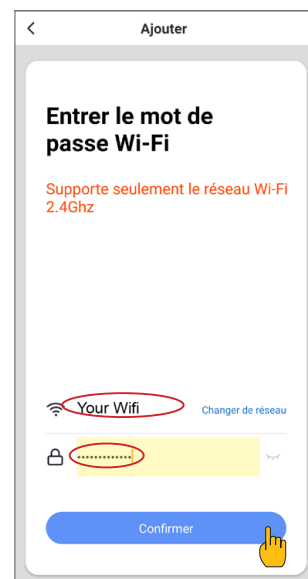 Ajouter
Entrer le mot de
passe Wi-Fi
Supporte seulement le réseau Wi-Fi
2.4Ghz
Your Wifi
Changer de réseau
••••••••••••
Confirmer